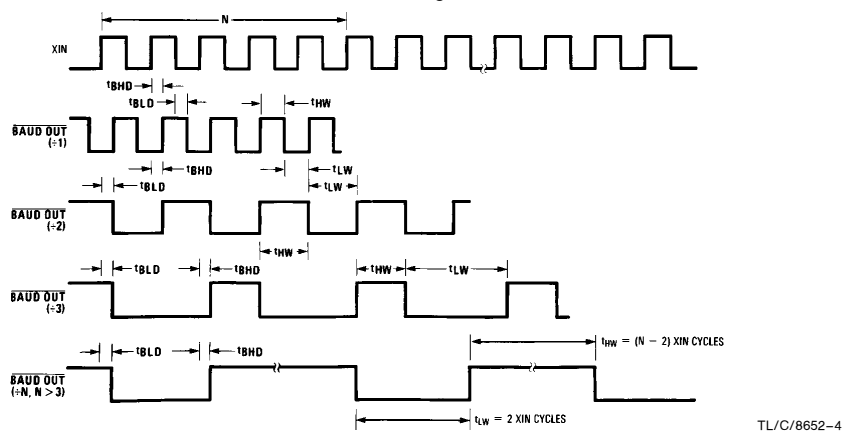 N
XIN
tBHD
tBLD
tHW
BAUD OUT
(÷1)
tBHD
tLW
tBLD
tLW
BAUD OUT
(÷2)
tHW
tBLD
tBHD
tHW
tLW
BAUD OUT
(÷3)
tBLD
tBHD
tHW = (N − 2) XIN CYCLES
BAUD OUT
(÷N, N > 3)
tLW = 2 XIN CYCLES
TL/C/8652–4